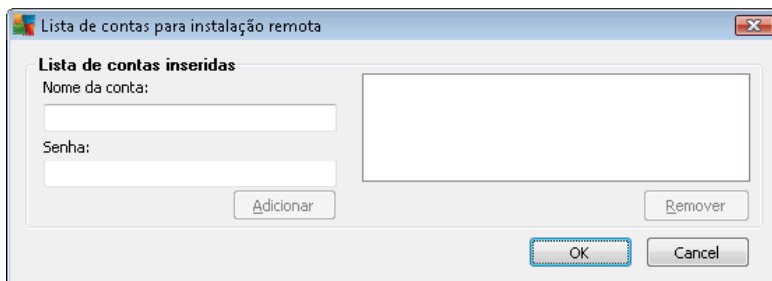 Lista de contas para instalação remota
Lista de contas inseridas
Nome da conta:
Senha:
Adicionar
Remover
OK
Cancel